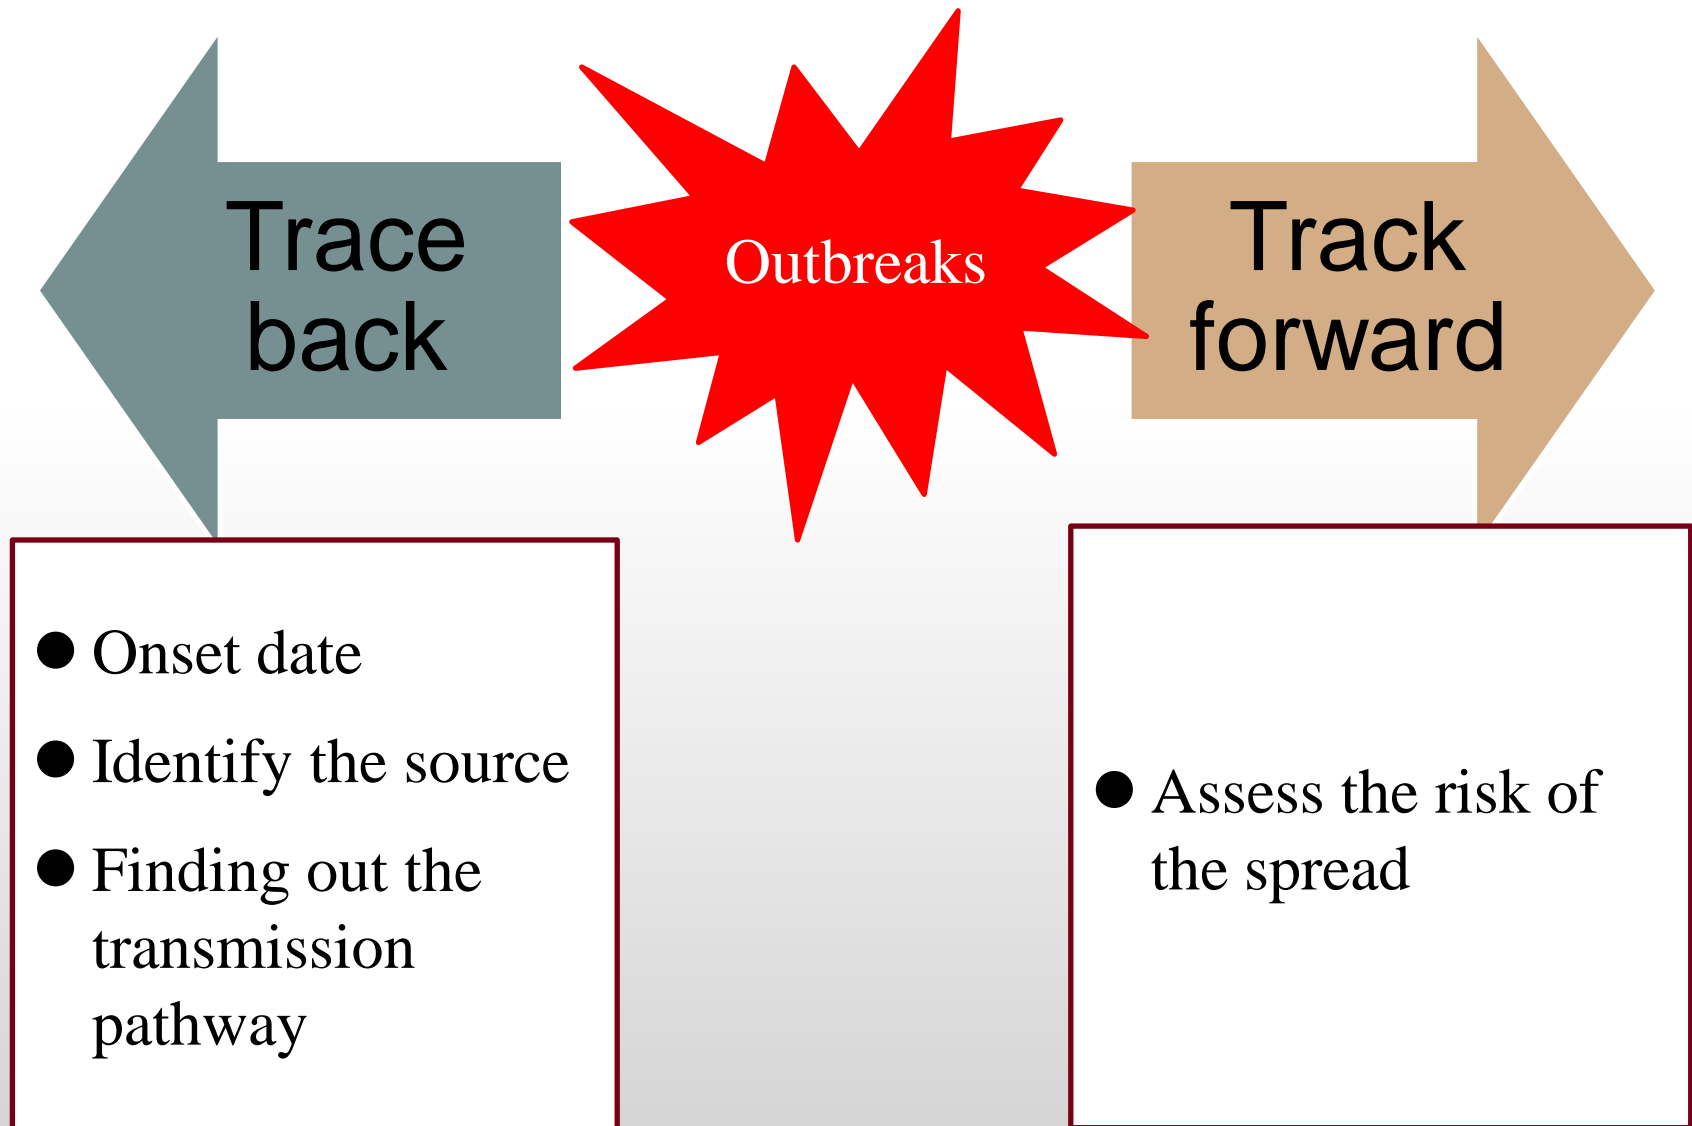 Trace
back
Outbreaks
Track
forward
● Onset date
● Identify the source
● Finding out the
transmission
pathway
● Assess the risk of
the spread